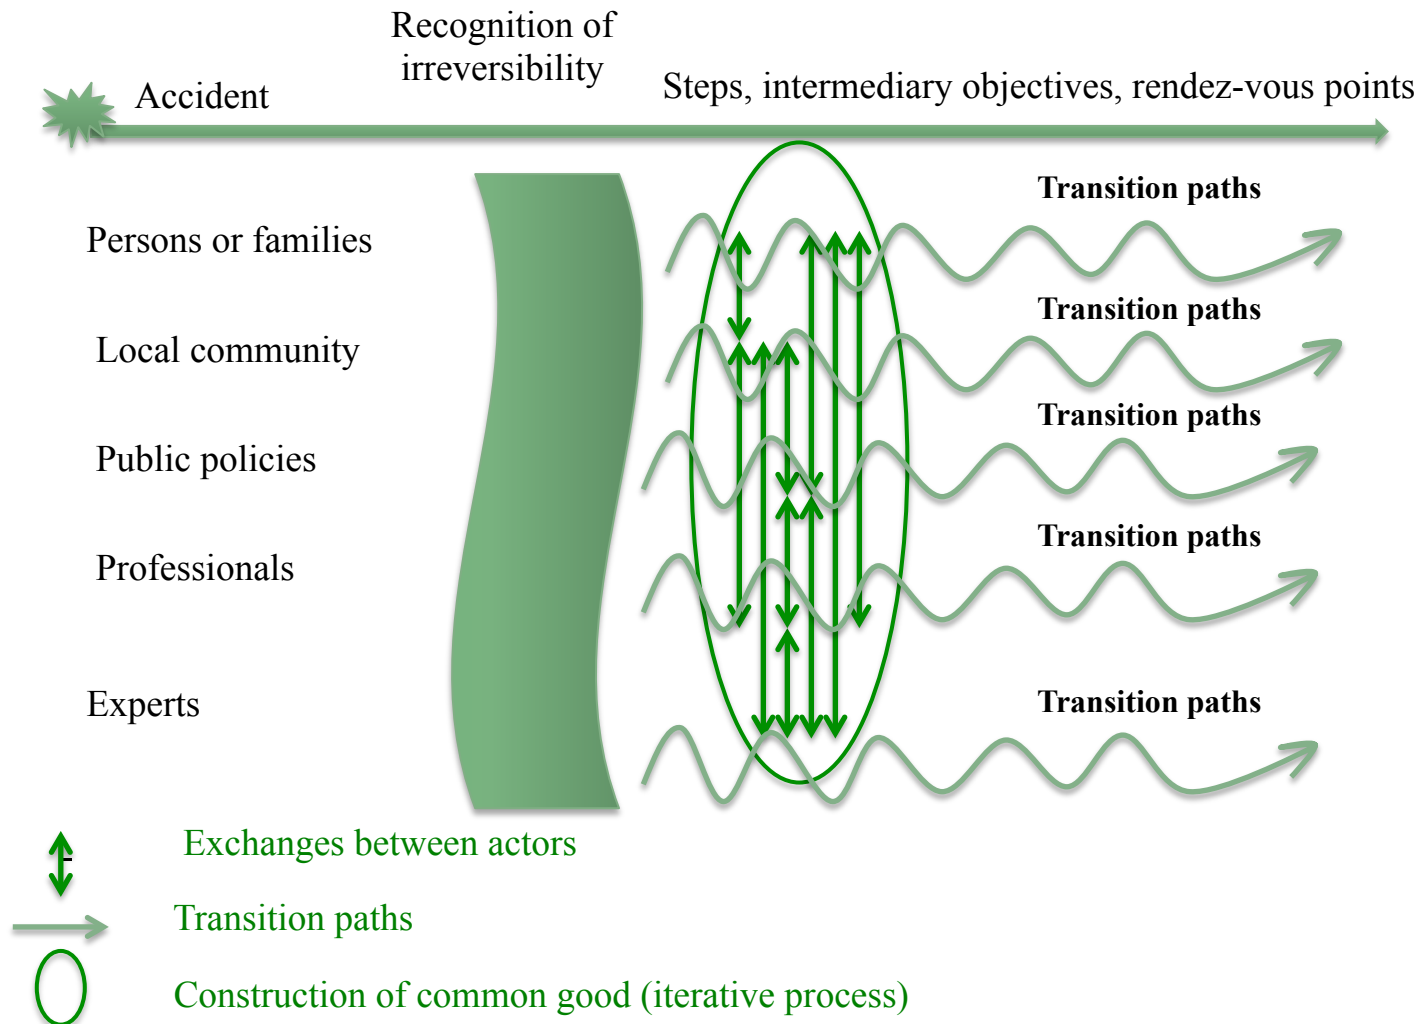 Recognition of
irreversibility
Accident
Steps, intermediary objectives, rendez-vous points
Transition paths
Persons or families
Transition paths
Local community
Transition paths
Public policies
Transition paths
Professionals
Transition paths
Experts
Exchanges between actors
Transition paths
Construction of common good (iterative process)